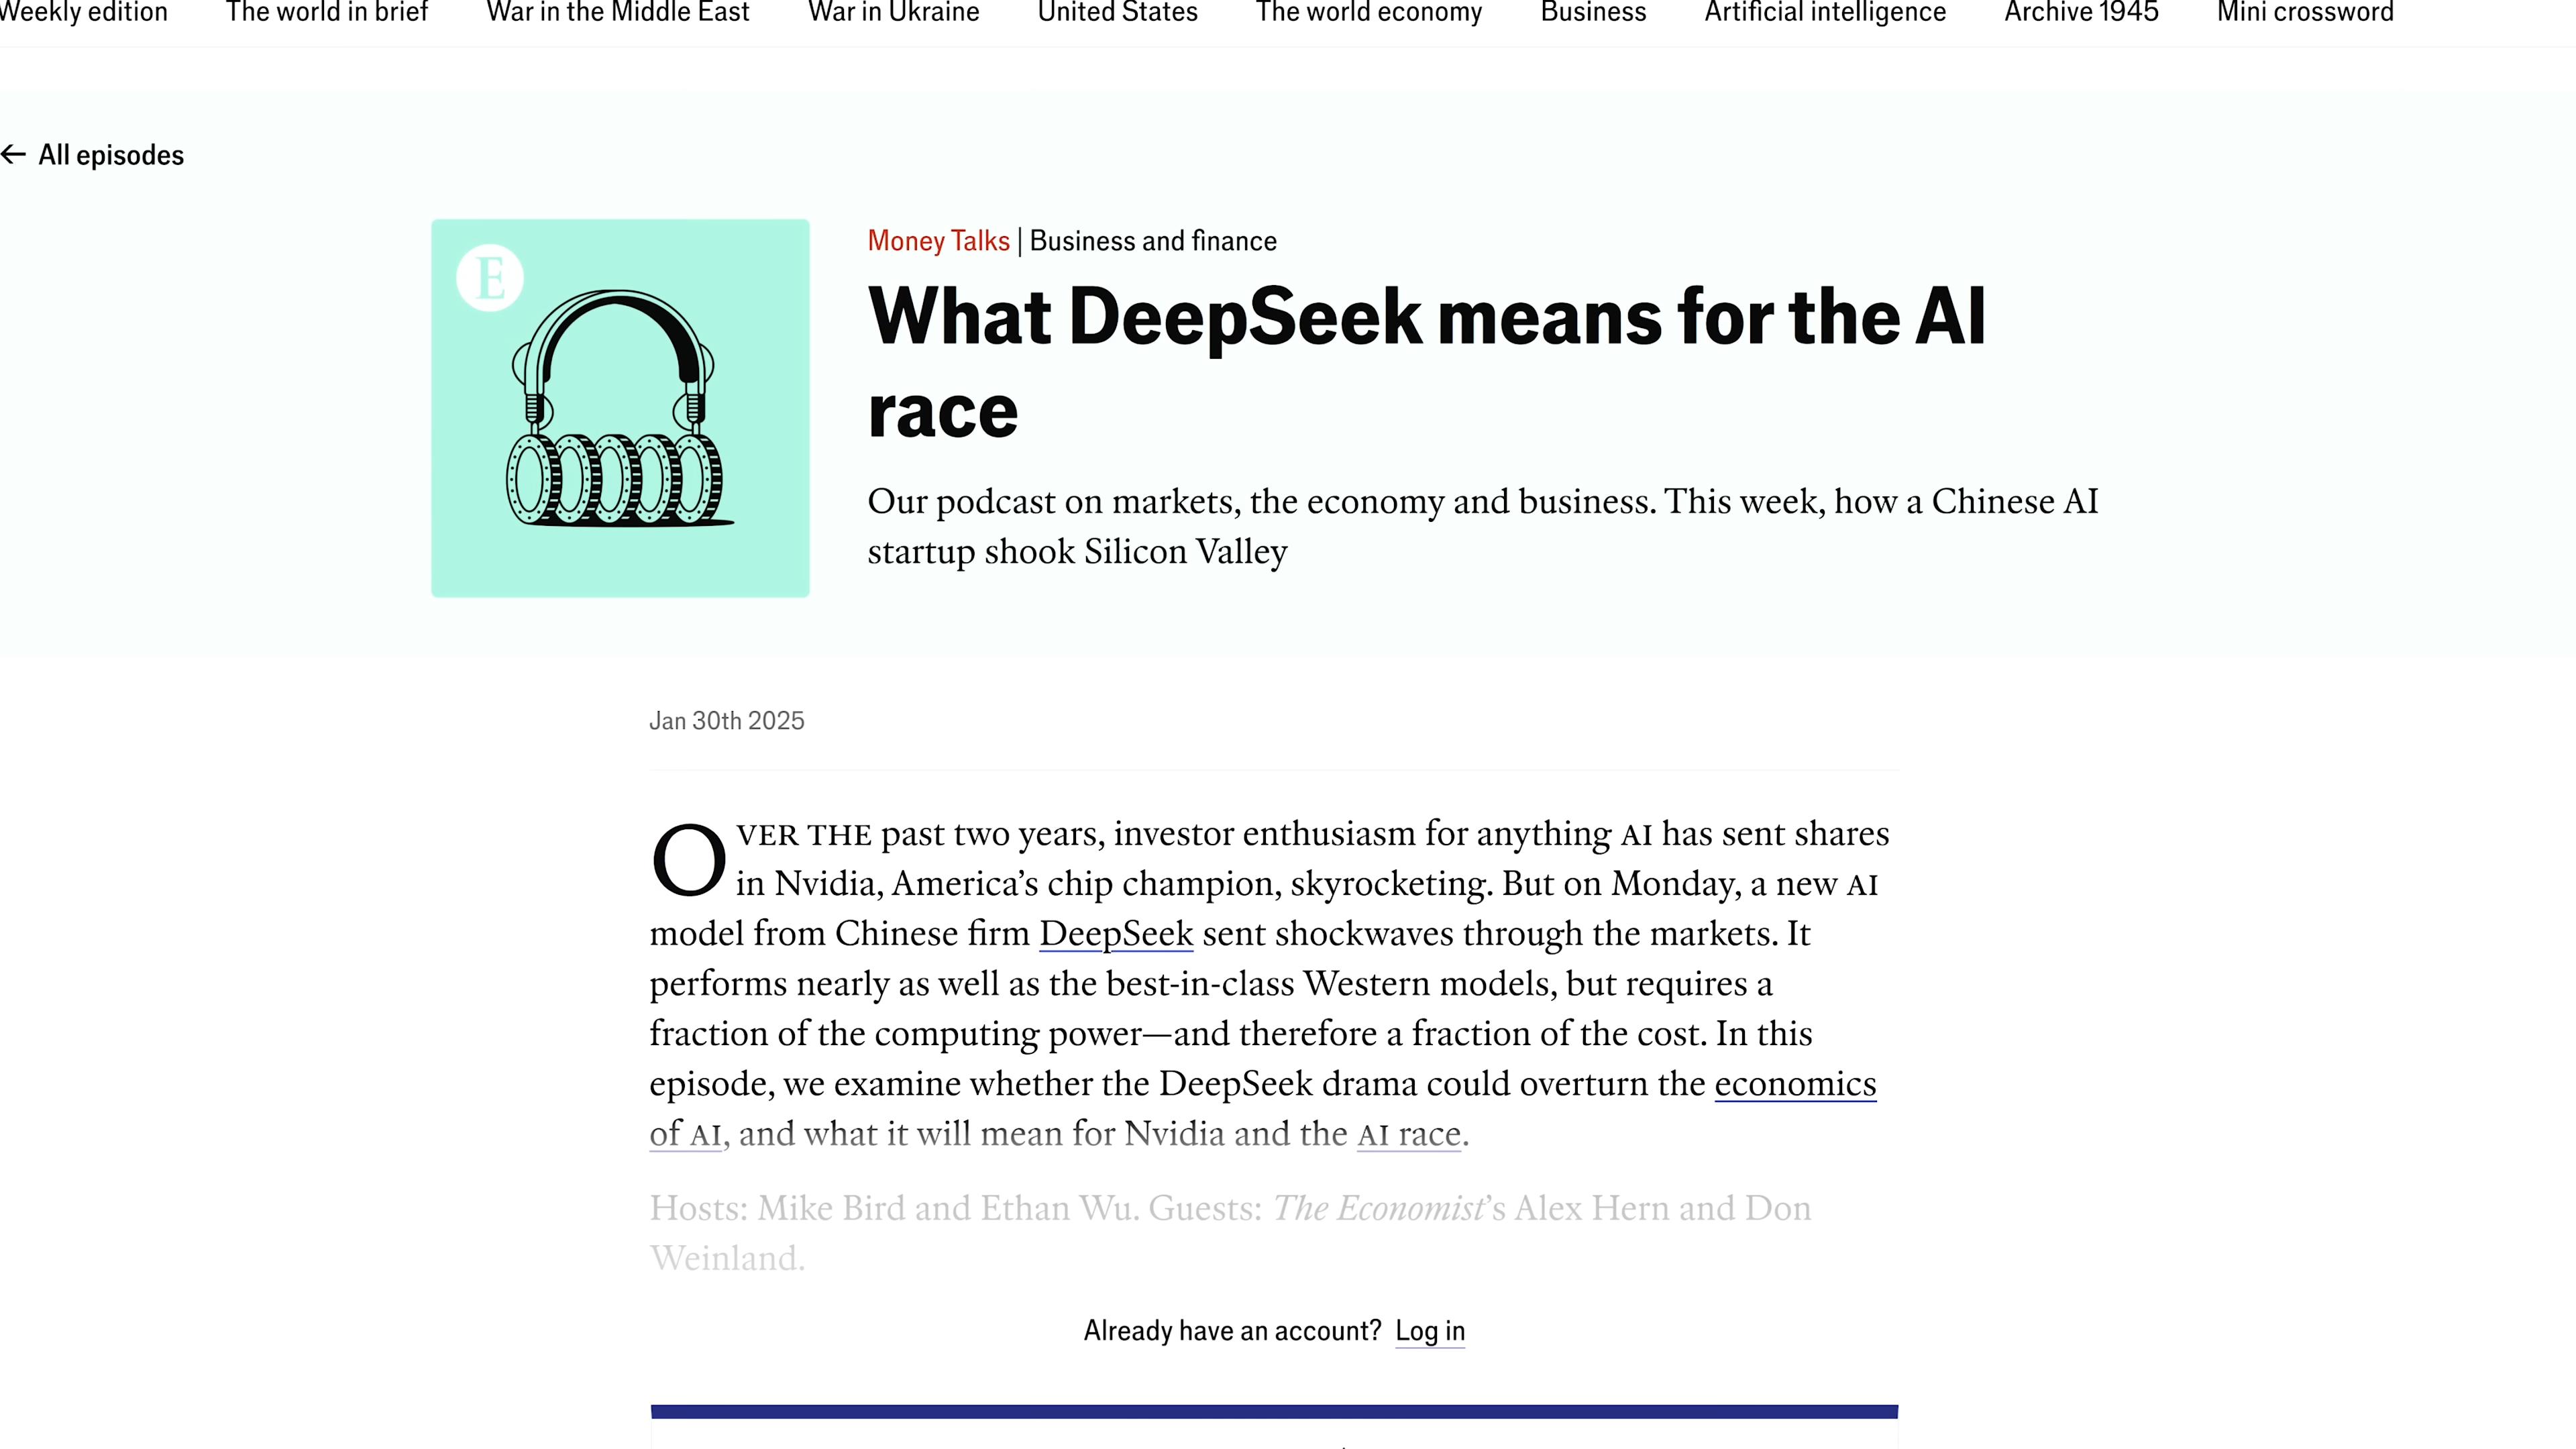 Weekly edition The world in brief War in the Middle East War in Ukraine United States The world economy Business Artificial intelligence Archive 1945 Mini crossword
← All episodes
E
Money Talks | Business and finance
What DeepSeek means for the AI
race
Our podcast on markets, the economy and business. This week, how a Chinese AI
startup shook Silicon Valley
Jan 30th 2025
OVER THE past two years, investor enthusiasm for anything AI has sent shares
in Nvidia, America’s chip champion, skyrocketing. But on Monday, a new AI
model from Chinese firm DeepSeek sent shockwaves through the markets. It
performs nearly as well as the best-in-class Western models, but requires a
fraction of the computing power—and therefore a fraction of the cost. In this
episode, we examine whether the DeepSeek drama could overturn the economics
of AI, and what it will mean for Nvidia and the AI race.
Hosts: Mike Bird and Ethan Wu. Guests: The Economist’s Alex Hern and Don
Weinland.
Already have an account? Log in